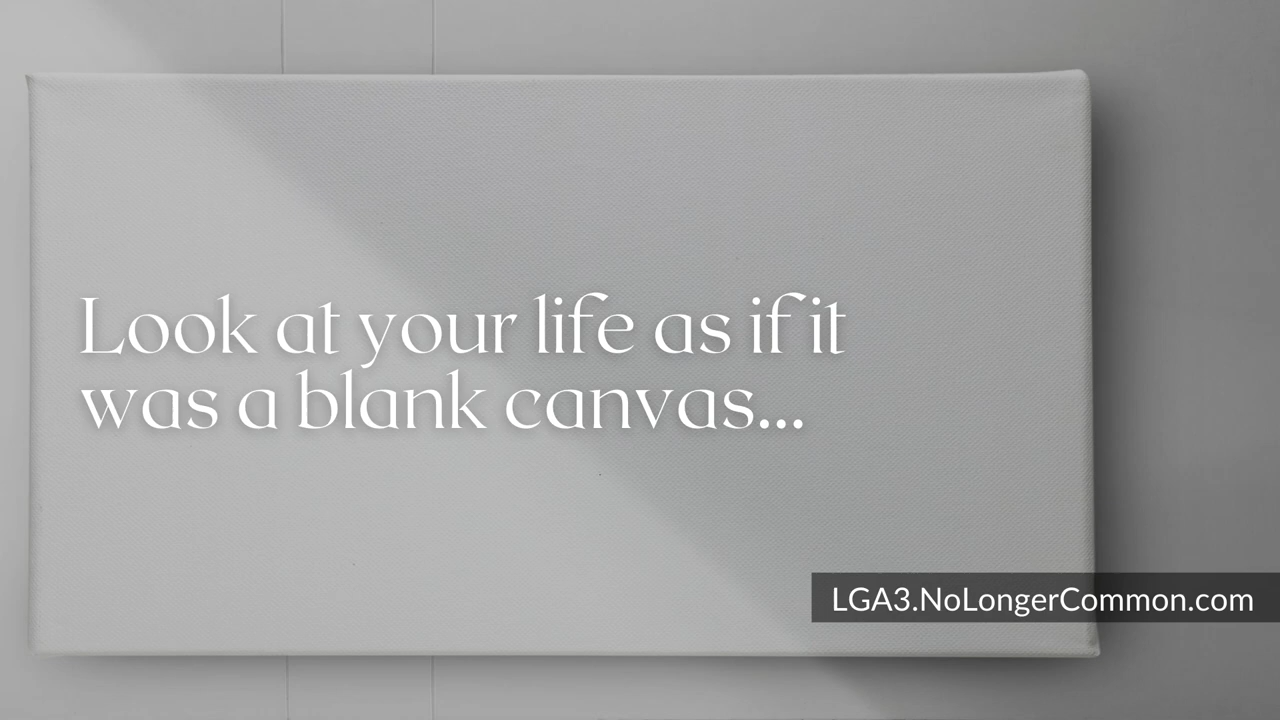 Look at your life as if it
was a blank canvas...
LGA3.NoLongerCommon.com